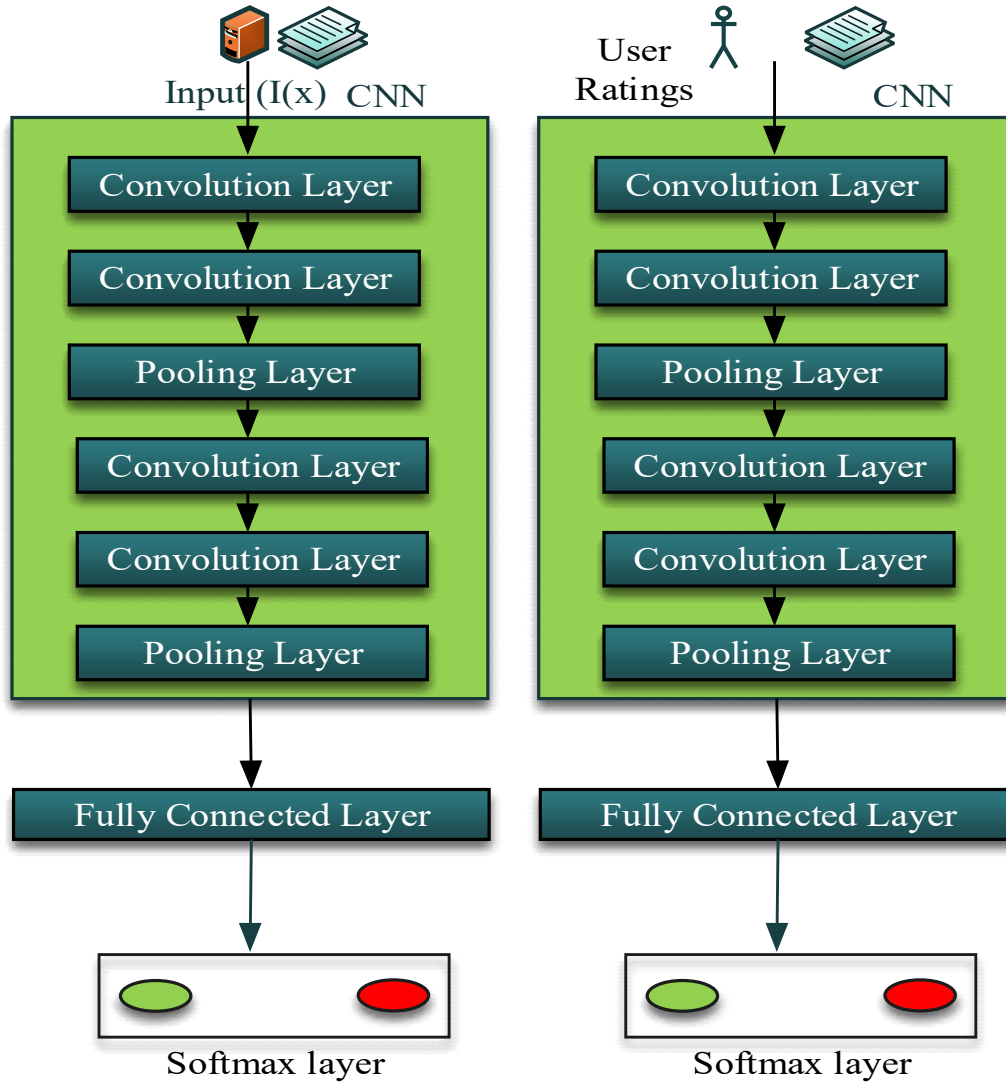 Input (I(x) CNN
Convolution Layer
Convolution Layer
Pooling Layer
Convolution Layer
Convolution Layer
Pooling Layer
Fully Connected Layer
Softmax layer
User
Ratings
CNN
Convolution Layer
Convolution Layer
Pooling Layer
Convolution Layer
Convolution Layer
Pooling Layer
Fully Connected Layer
Softmax layer